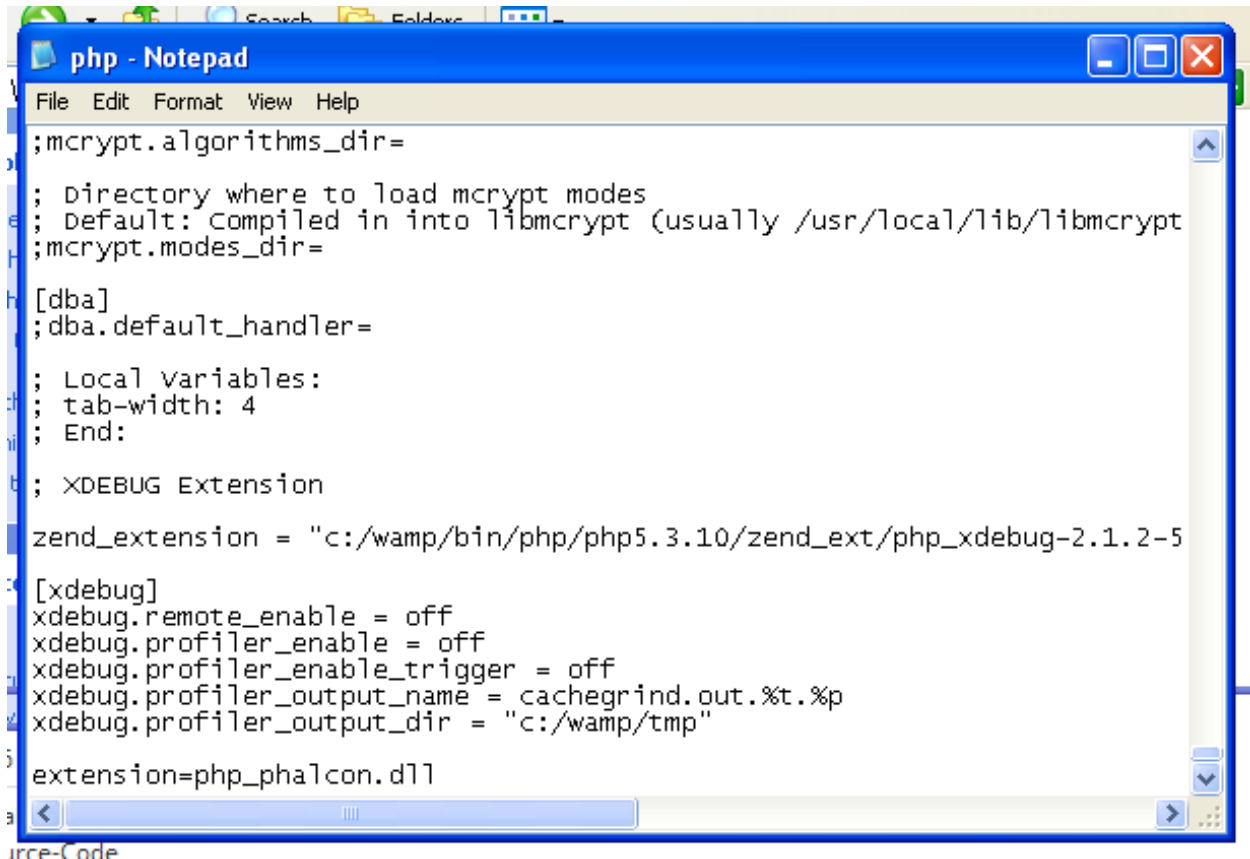 Search Folders
php - Notepad
File Edit Format View Help
;mcrypt.algorithms_dir=
; Directory where to load mcrypt modes
; Default: Compiled in into libmcrypt (usually /usr/local/lib/libmcrypt
;mcrypt.modes_dir=
[dba]
;dba.default_handler=
; Local Variables:
; tab-width: 4
; End:
; XDEBUG Extension
zend_extension = "c:/wamp/bin/php/php5.3.10/zend_ext/php_xdebug-2.1.2-5
[xdebug]
xdebug.remote_enable = off
xdebug.profiler_enable = off
xdebug.profiler_enable_trigger = off
xdebug.profiler_output_name = cachegrind.out.%t.%p
xdebug.profiler_output_dir = "c:/wamp/tmp"
extension=php_phalcon.dll
urce-Code